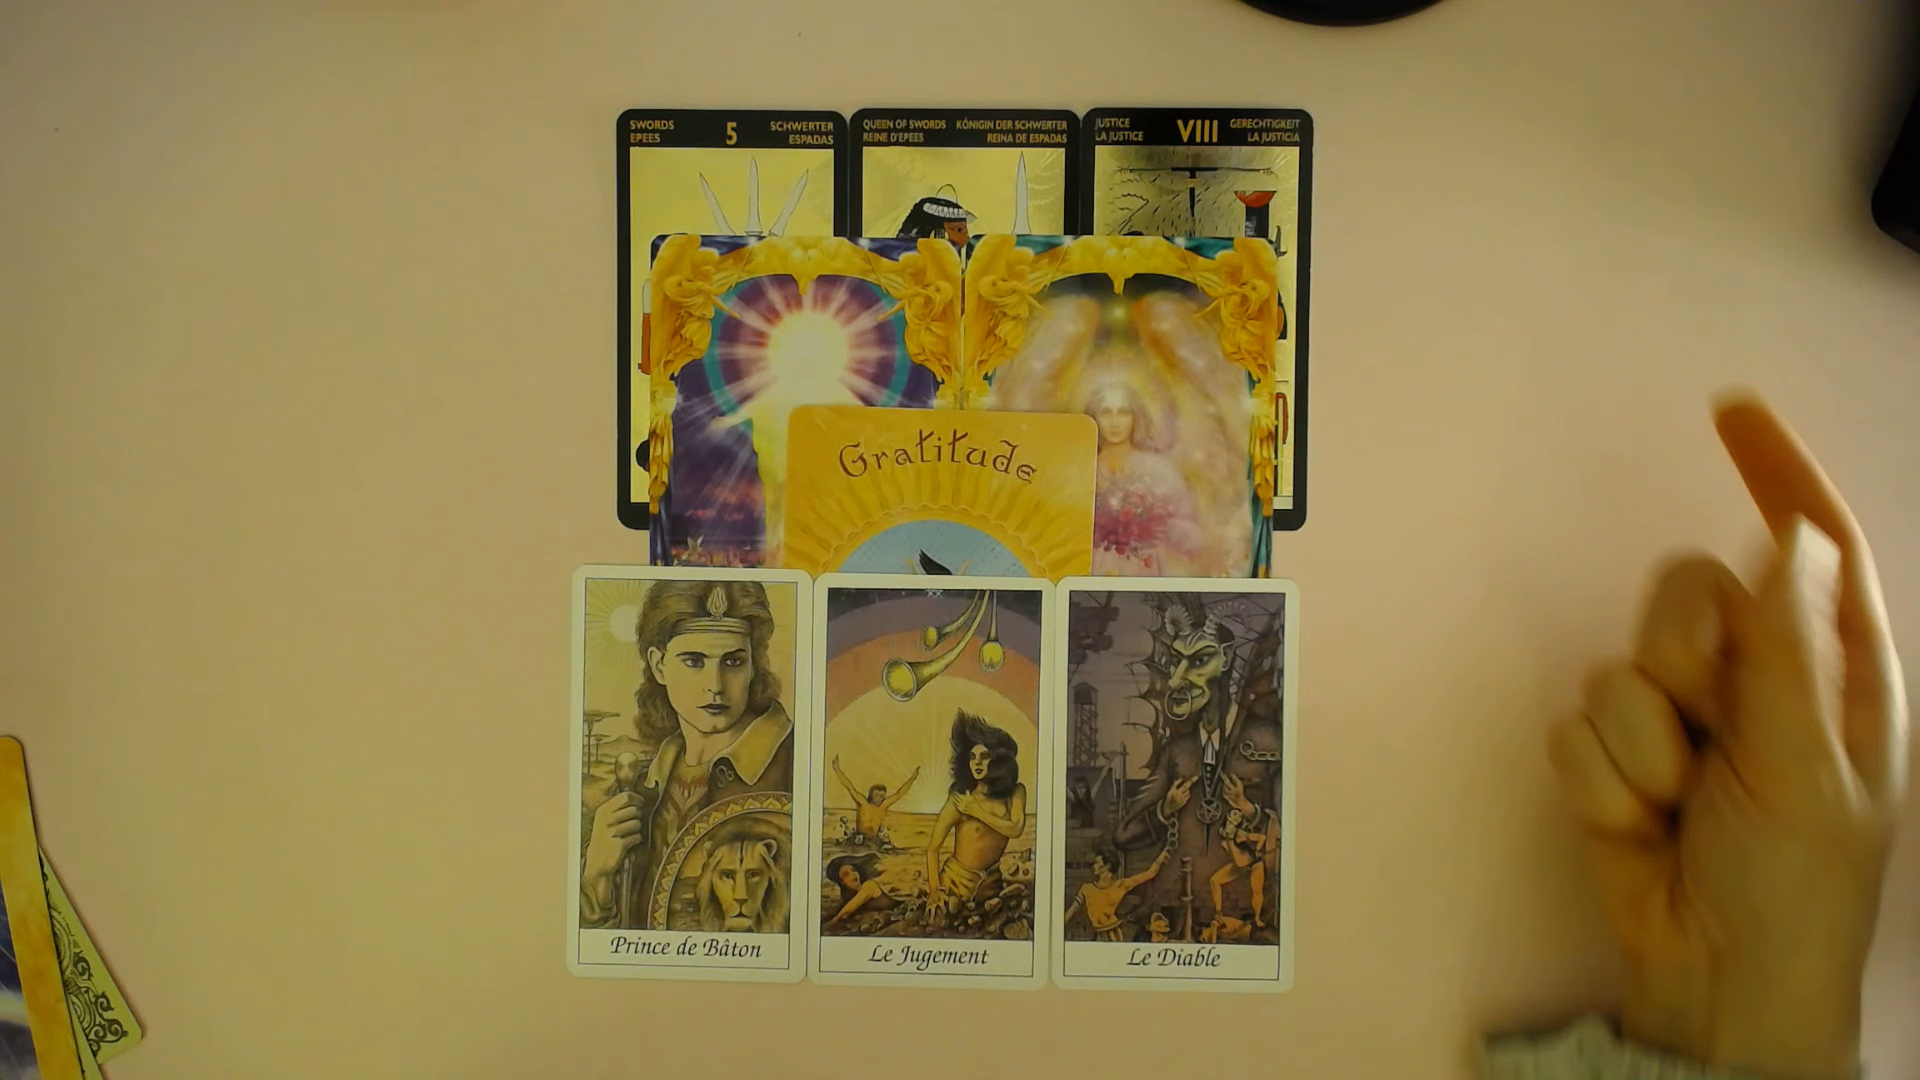 SWORDS 5 SCHWERTER
EPEES ESPADAS
QUEEN OF SWORDS KÖNIGIN DER SCHWERTER
REINE D'EPEES REINA DE ESPADAS
JUSTICE VIII GERECHTIGKEIT
LA JUSTICE LA JUSTICIA
Gratitude
Prince de Bâton
Le Jugement
Le Diable